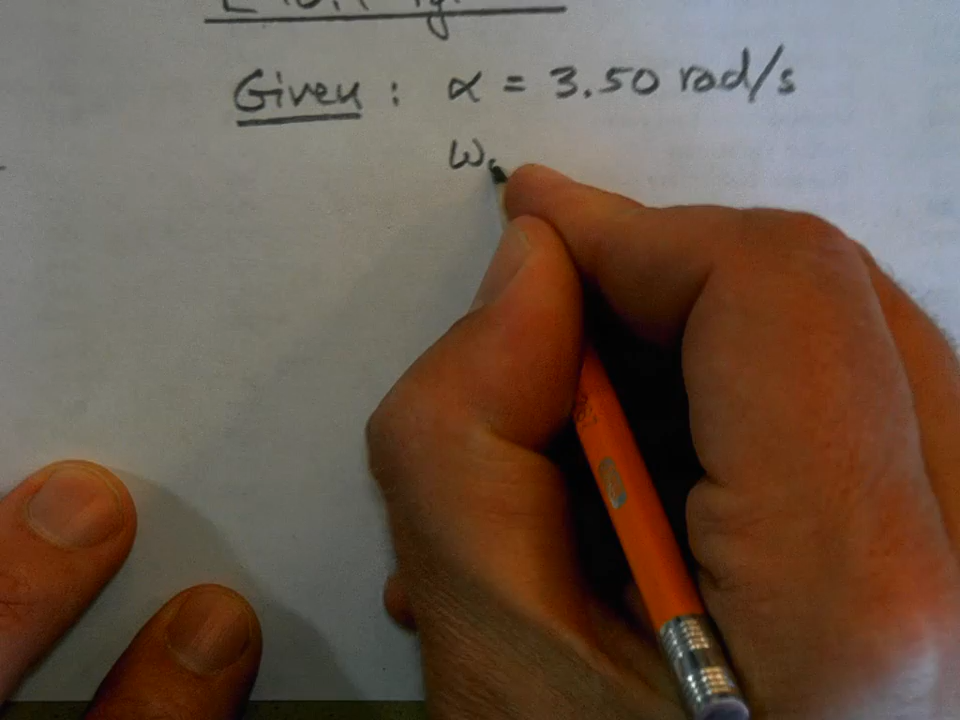 Given : α = 3.50 rad/s
ω